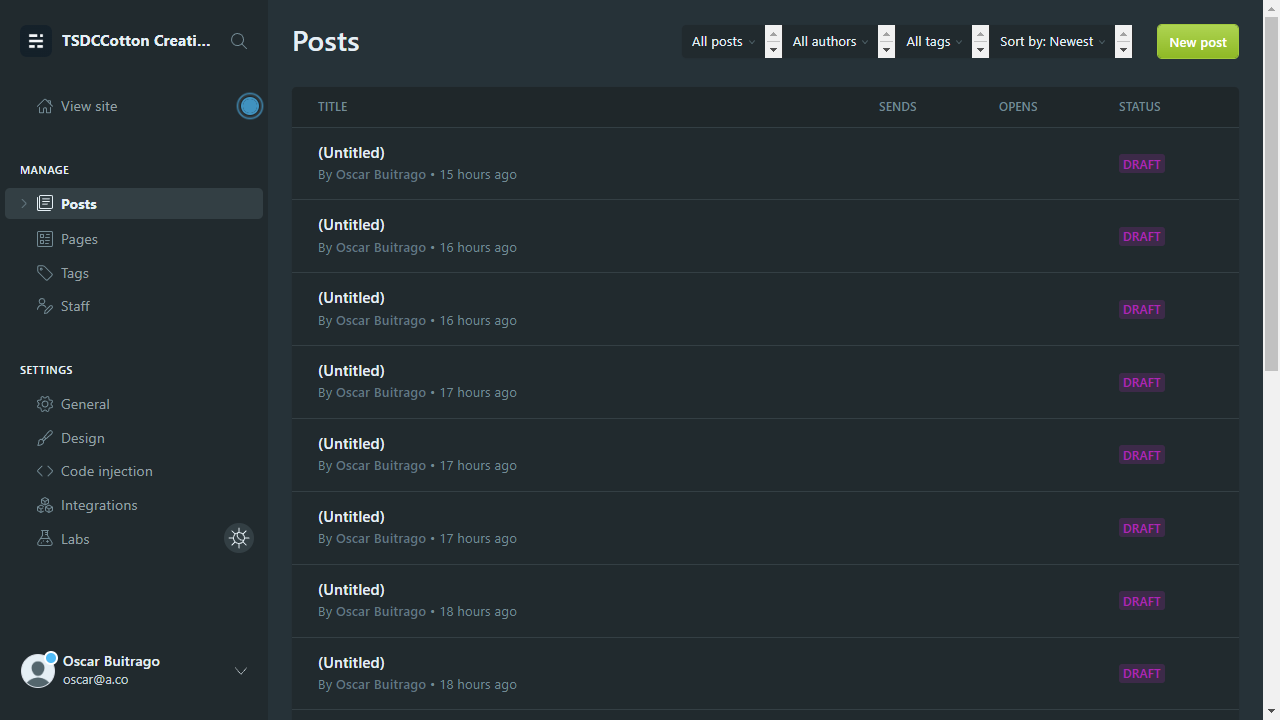 TSDCCotton Creati...
View site
MANAGE
Posts
Pages
Tags
Staff
SETTINGS
General
Design
Code injection
Integrations
Labs
Oscar Buitrago
oscar@a.co
Posts
All posts
All authors
All tags
Sort by: Newest
New post
TITLE SENDS OPENS STATUS
(Untitled)
By Oscar Buitrago • 15 hours ago
DRAFT
(Untitled)
By Oscar Buitrago • 16 hours ago
DRAFT
(Untitled)
By Oscar Buitrago • 16 hours ago
DRAFT
(Untitled)
By Oscar Buitrago • 17 hours ago
DRAFT
(Untitled)
By Oscar Buitrago • 17 hours ago
DRAFT
(Untitled)
By Oscar Buitrago • 17 hours ago
DRAFT
(Untitled)
By Oscar Buitrago • 18 hours ago
DRAFT
(Untitled)
By Oscar Buitrago • 18 hours ago
DRAFT